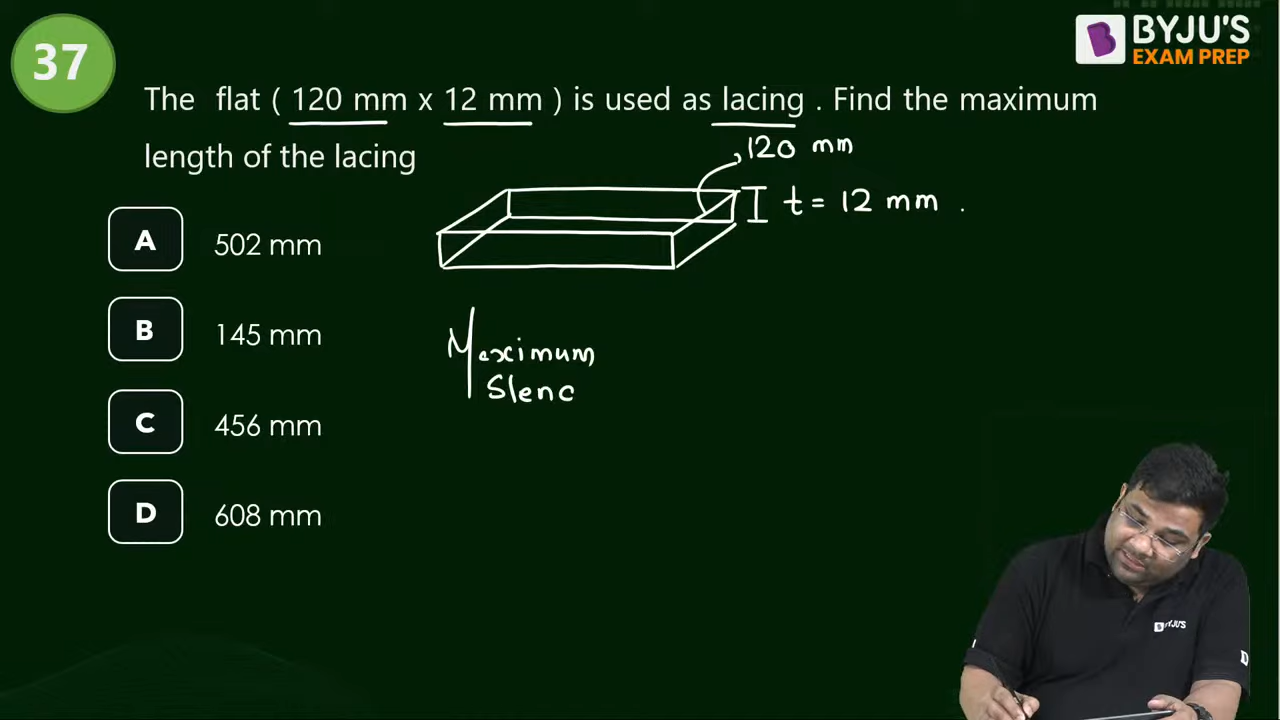 37
BYJU'S
EXAM PREP
The flat ( 120 mm x 12 mm ) is used as lacing . Find the maximum
length of the lacing
120 mm
t = 12 mm .
A 502 mm
B 145 mm
C 456 mm
D 608 mm
Maximum
Slenc
BYJU'S